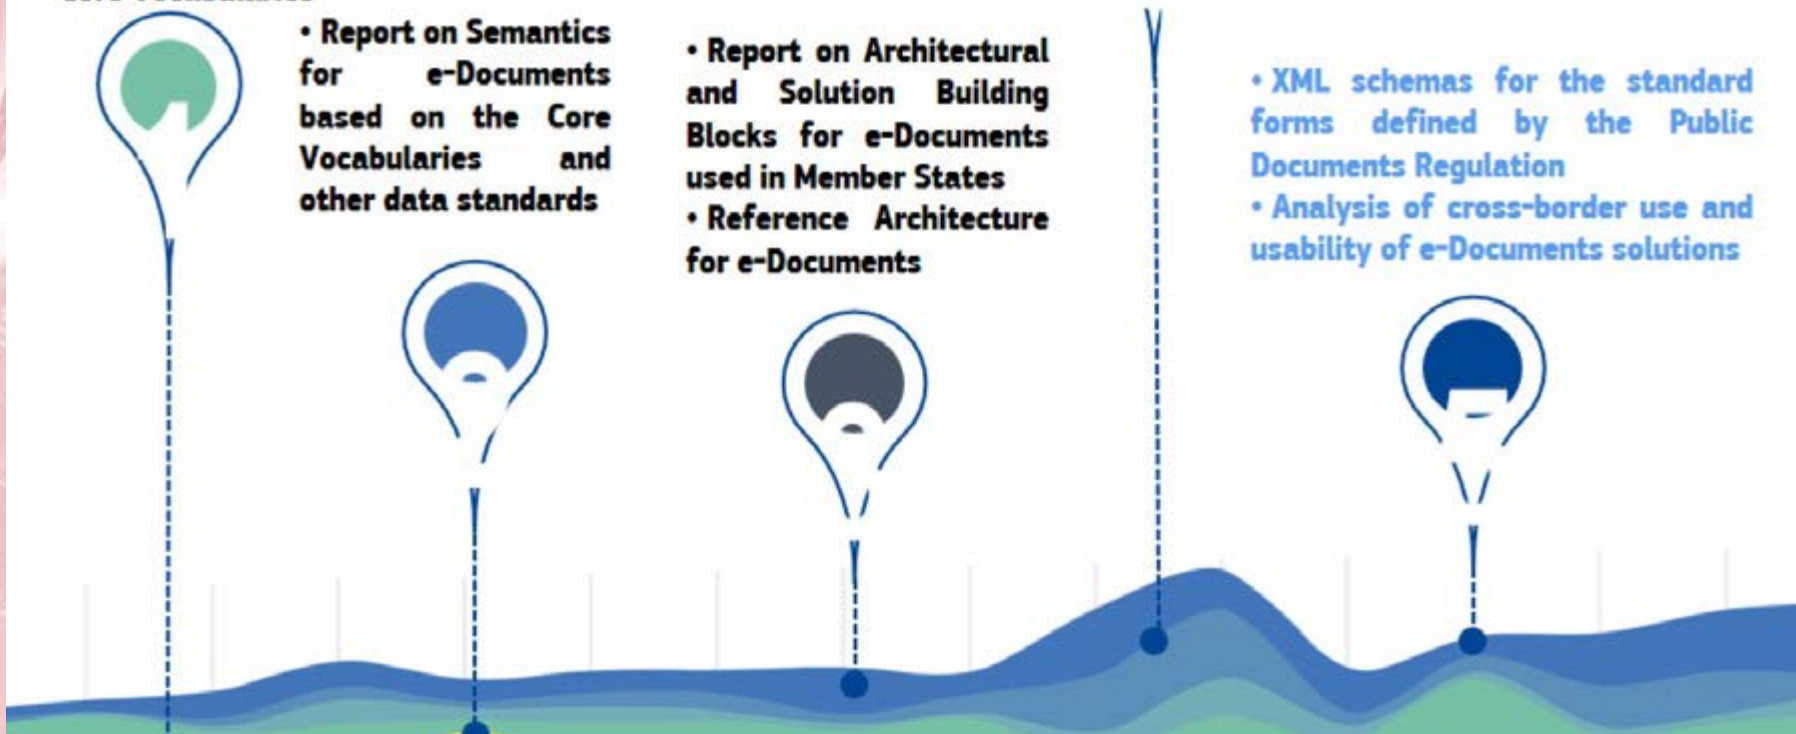 • Report on Semantics
for e-Documents
based on the Core
Vocabularies and
other data standards
• Report on Architectural
and Solution Building
Blocks for e-Documents
used in Member States
• Reference Architecture
for e-Documents
• XML schemas for the standard
forms defined by the Public
Documents Regulation
• Analysis of cross-border use and
usability of e-Documents solutions